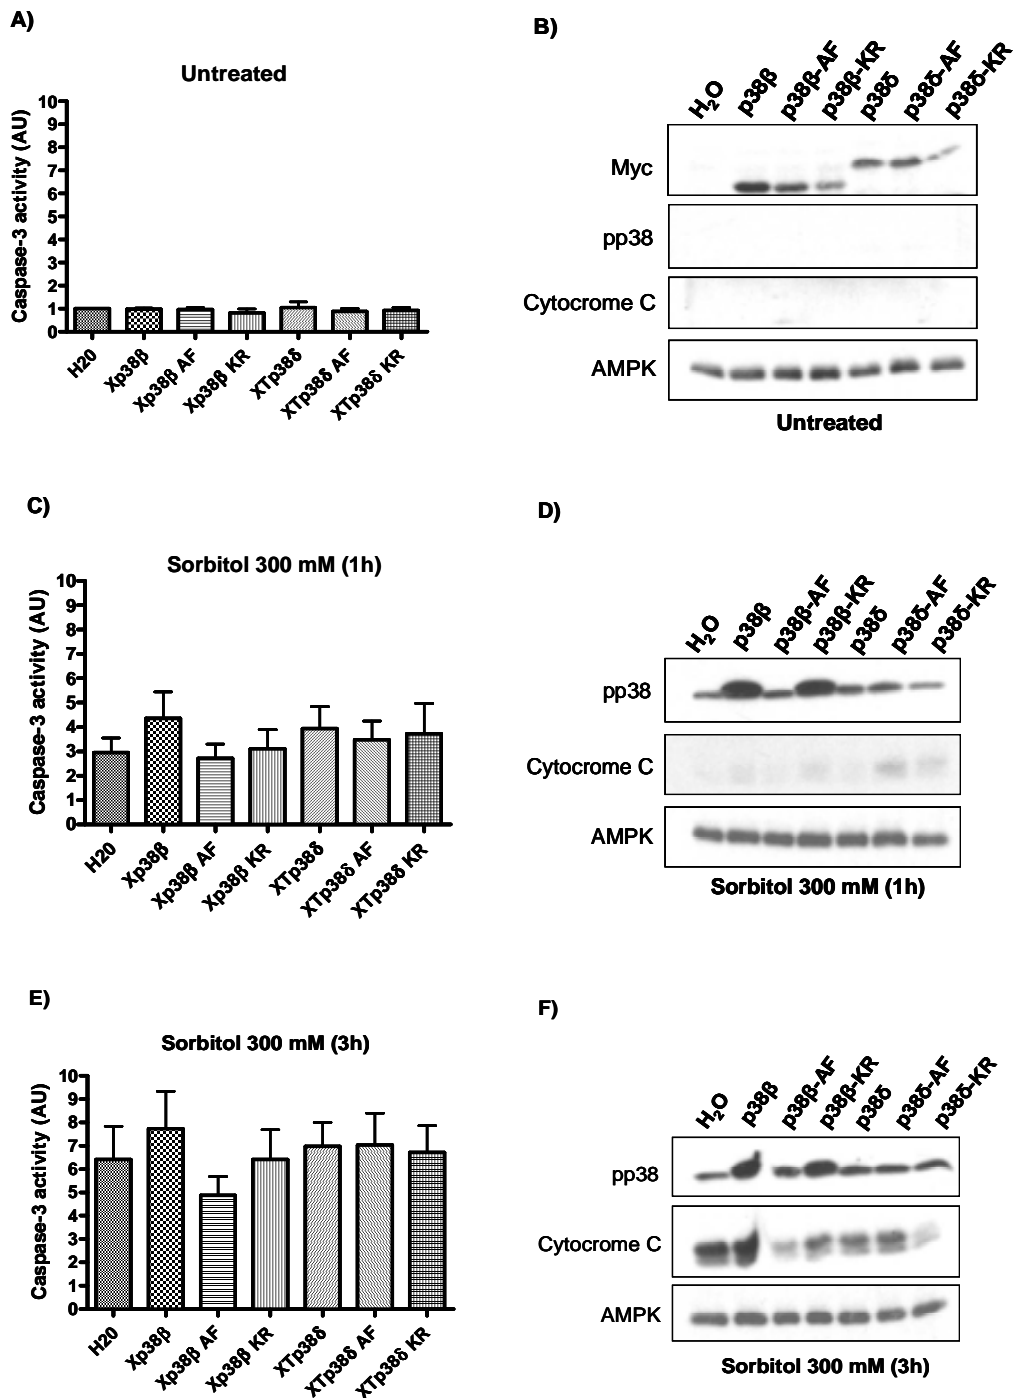 A)
Untreated
Caspase-3 activity (AU)
10
9
8
7
6
5
4
3
2
1
0
H20
Xp38β
Xp38β AF
Xp38β KR
XTp38δ
XTp38δ AF
XTp38δ KR
B)
H2O
p38β
p38β-AF
p38β-KR
p38δ
p38δ-AF
p38δ-KR
Myc
pp38
Cytocrome C
AMPK
Untreated
C)
Sorbitol 300 mM (1h)
Caspase-3 activity (AU)
10
9
8
7
6
5
4
3
2
1
0
H20
Xp38β
Xp38β AF
Xp38β KR
XTp38δ
XTp38δ AF
XTp38δ KR
D)
H2O
p38β
p38β-AF
p38β-KR
p38δ
p38δ-AF
p38δ-KR
pp38
Cytocrome C
AMPK
Sorbitol 300 mM (1h)
E)
Sorbitol 300 mM (3h)
Caspase-3 activity (AU)
10
9
8
7
6
5
4
3
2
1
0
H20
Xp38β
Xp38β AF
Xp38β KR
XTp38δ
XTp38δ AF
XTp38δ KR
F)
H2O
p38β
p38β-AF
p38β-KR
p38δ
p38δ-AF
p38δ-KR
pp38
Cytocrome C
AMPK
Sorbitol 300 mM (3h)